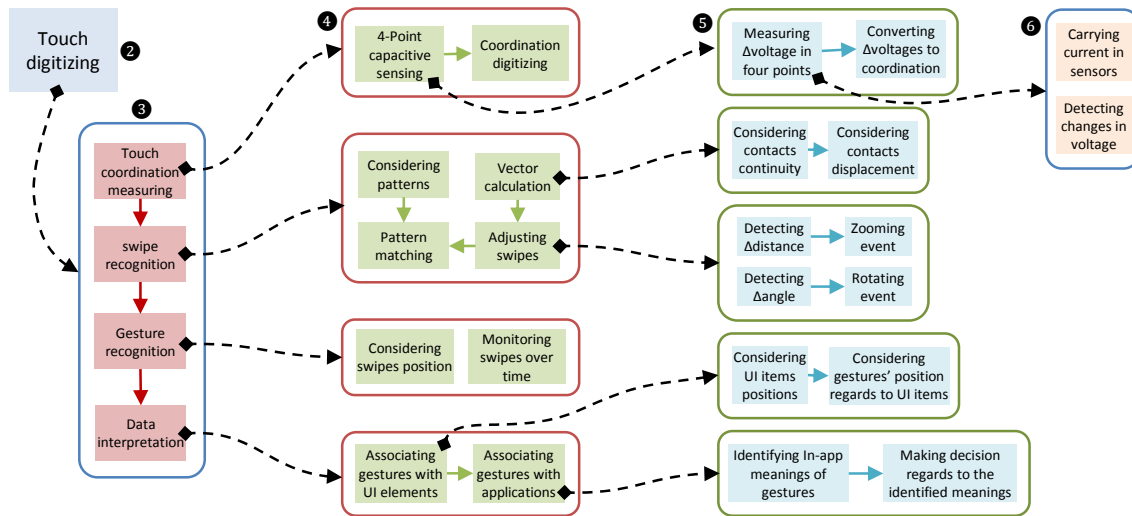 Touch
digitizing
❷
❸
Touch
coordination
measuring
swipe
recognition
Gesture
recognition
Data
interpretation
❹
4-Point
capacitive
sensing
Coordination
digitizing
Considering
patterns
Vector
calculation
Pattern
matching
Adjusting
swipes
Considering
swipes position
Monitoring
swipes over
time
Associating
gestures with
UI elements
Associating
gestures with
applications
❺
Measuring
Δvoltage in
four points
Converting
Δvoltages to
coordination
Considering
contacts
continuity
Considering
contacts
displacement
Detecting
Δdistance
Zooming
event
Detecting
Δangle
Rotating
event
Considering
UI items
positions
Considering
gestures' position
regards to UI items
Identifying In-app
meanings of
gestures
Making decision
regards to the
identified meanings
❻
Carrying
current in
sensors
Detecting
changes in
voltage